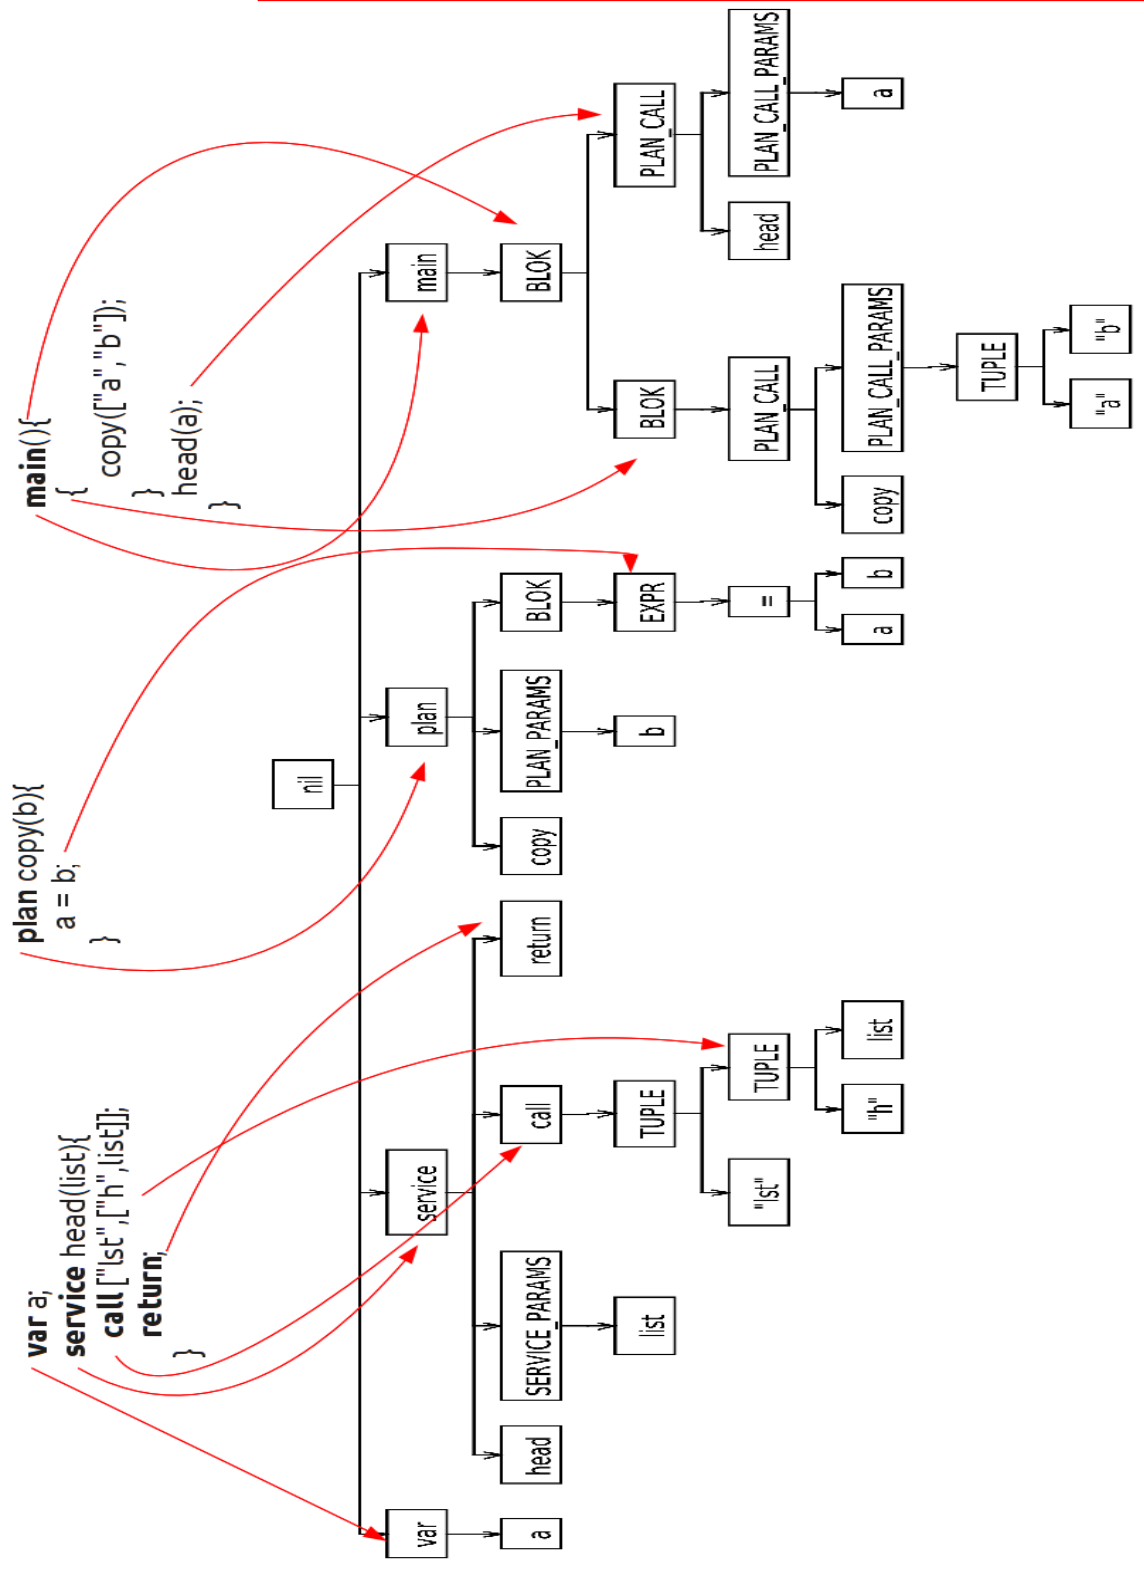 var a;
service head(list){
call ["lst",["h",list]];
return;
}
plan copy(b){
a = b;
}
main(){
{
copy(["a","b"]);
}
head(a);
}
nil
var
service
plan
main
a
head
SERVICE_PARAMS
call
return
copy
PLAN_PARAMS
BLOK
BLOK
list
TUPLE
b
EXPR
BLOK
PLAN_CALL
"lst"
TUPLE
=
PLAN_CALL
head
PLAN_CALL_PARAMS
"h"
list
a
b
copy
PLAN_CALL_PARAMS
a
TUPLE
"a"
"b"